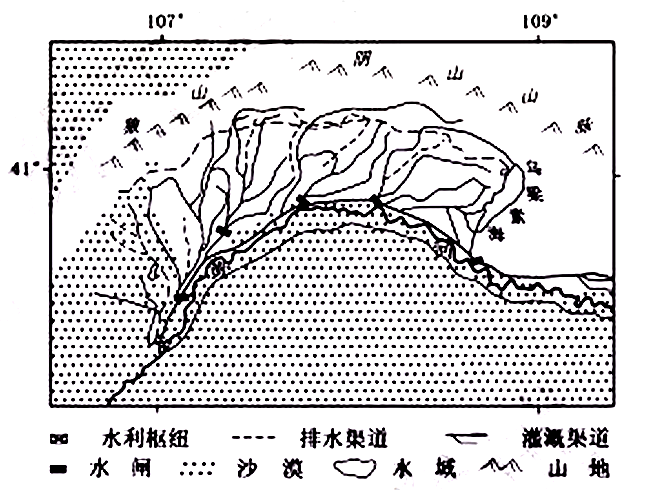 107° 109°
阴
山
山
山
脉
41°
乌
梁
素
海
河
水利枢纽 排水渠道 灌溉渠道
水闸 沙漠 水域 山地